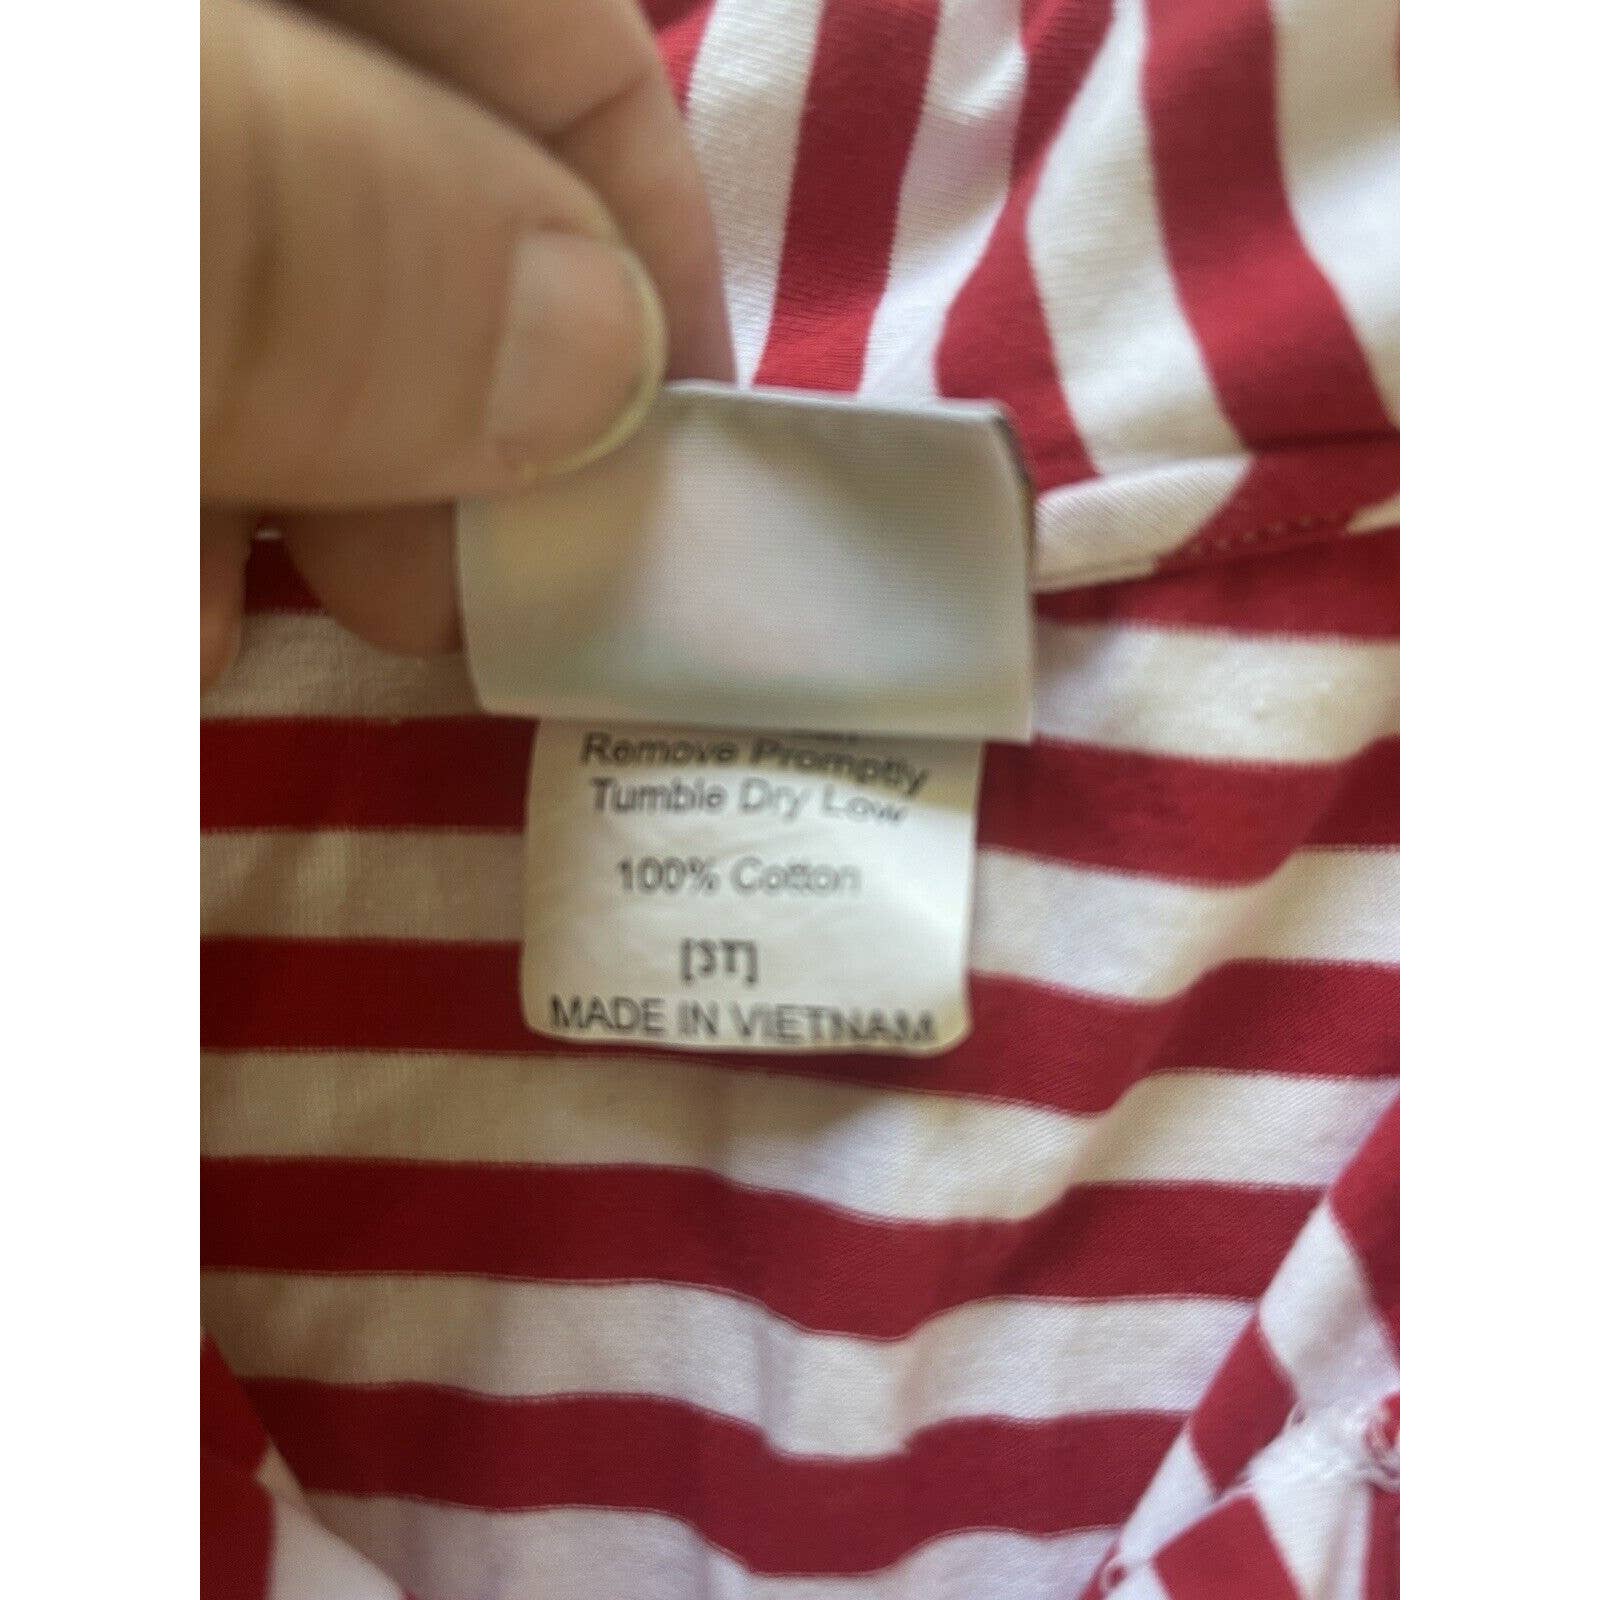 Remove Promptly
Tumble Dry Low
100% Cotton
[3T]
MADE IN VIETNAM